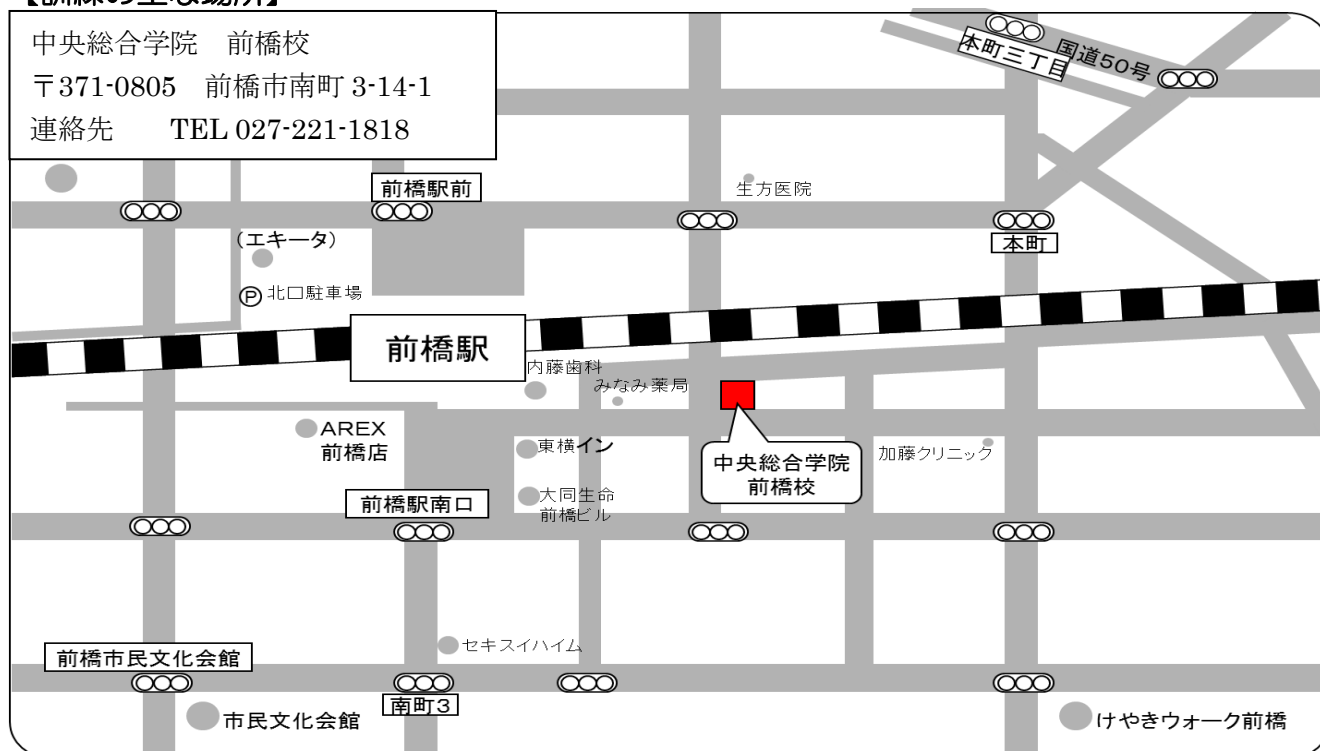 【訓練の主な場所】
中央総合学院　前橋校
〒371-0805　前橋市南町 3-14-1
連絡先　　TEL 027-221-1818
国道50号
本町三丁目
前橋駅前
生方医院
(エキータ)
本町
P 北口駐車場
前橋駅
内藤歯科
みなみ薬局
AREX
前橋店
東横イン
中央総合学院
前橋校
加藤クリニック
前橋駅南口
大同生命
前橋ビル
セキスイハイム
前橋市民文化会館
南町3
市民文化会館
けやきウォーク前橋